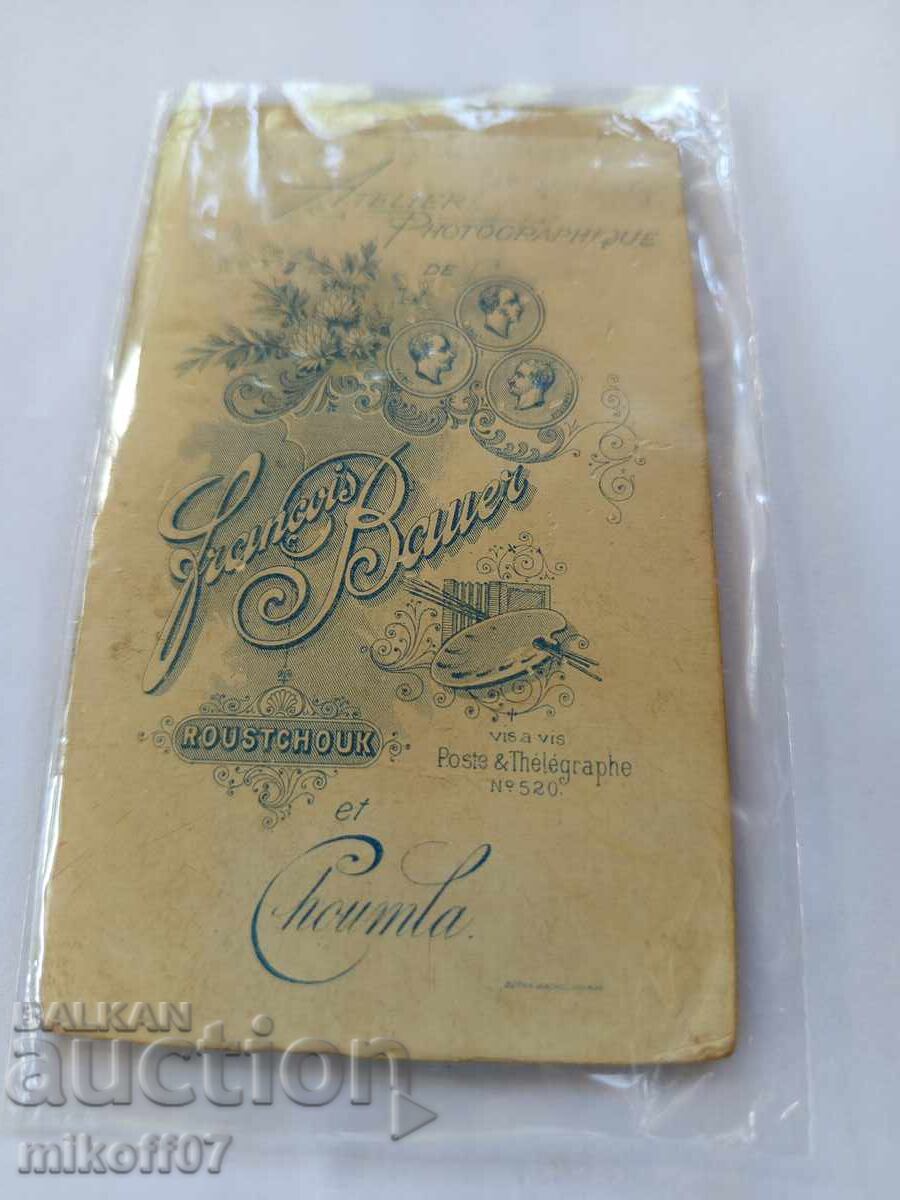 ATELIER
PHOTOGRAPHIQUE
DE
François Bauer
ROUSTCHOUK
VIS A VIS
Poste & Thélégraphe
No 520.
et
Choumla.
BALKAN
auction
mikoff07